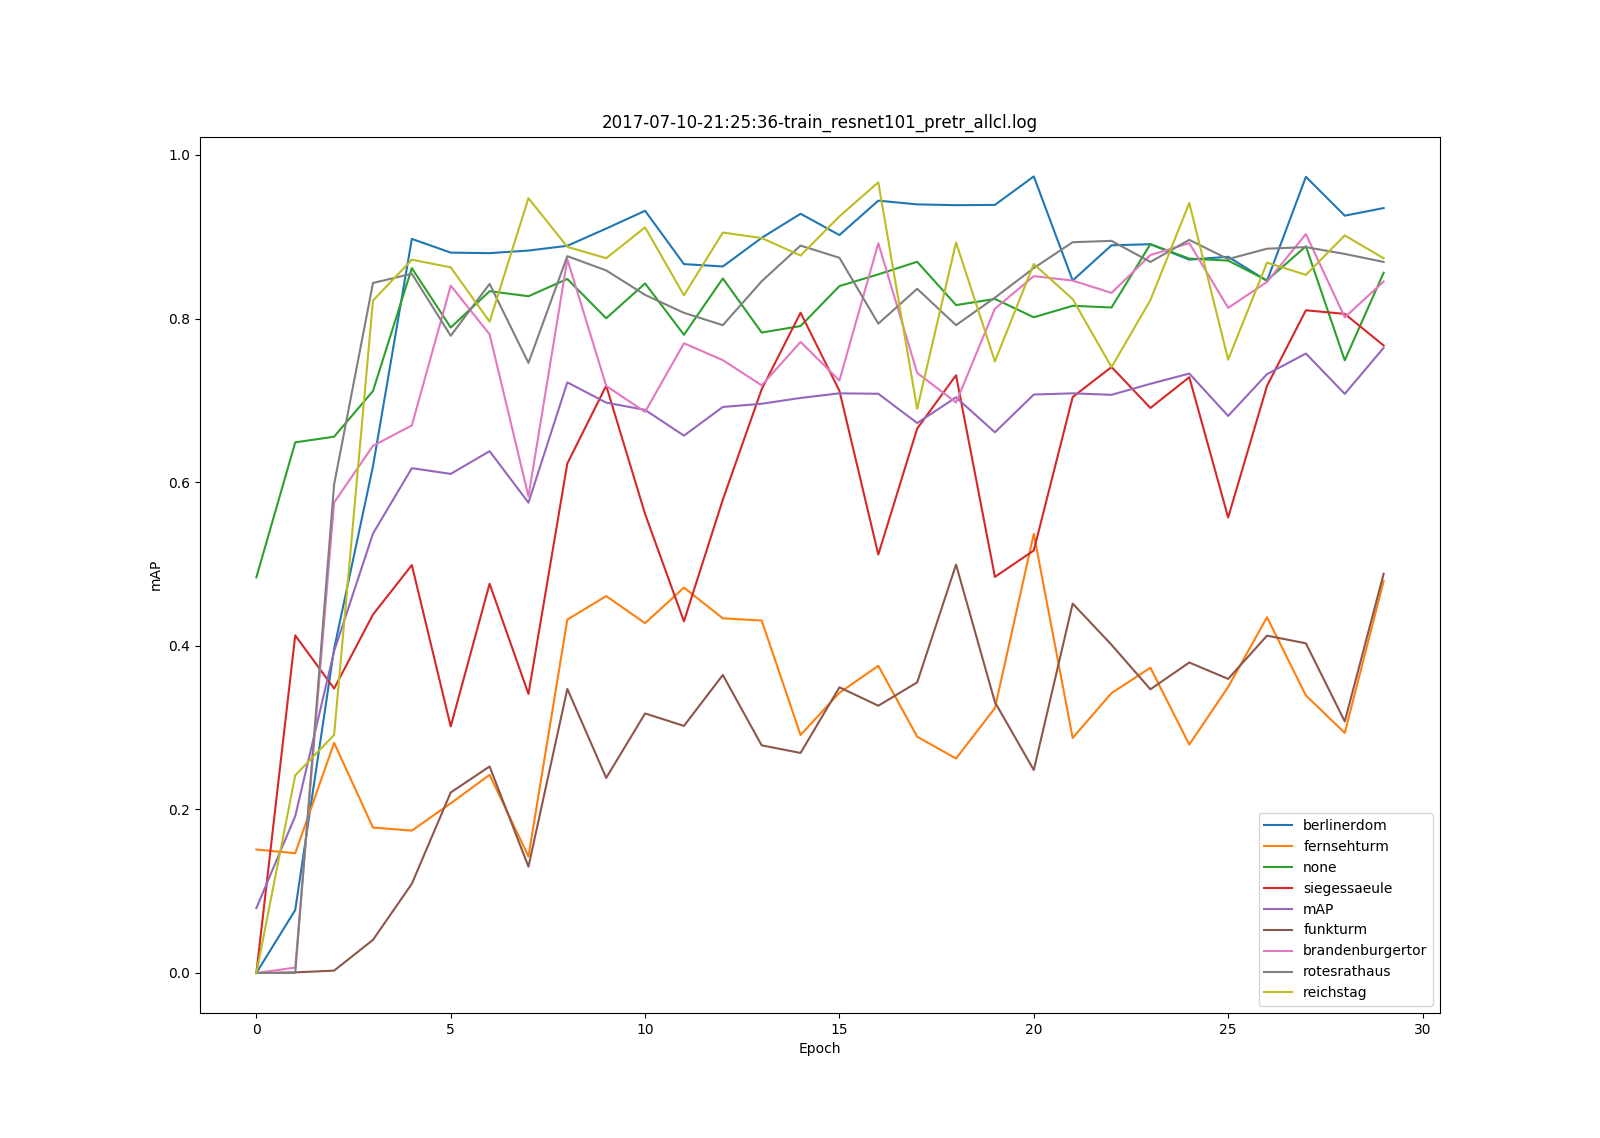 2017-07-10-21:25:36-train_resnet101_pretr_allcl.log
1.0
0.8
0.6
0.4
0.2
0.0
mAP
0 5 10 15 20 25 30
Epoch
berlinerdom
fernsehturm
none
siegessaeule
mAP
funkturm
brandenburgertor
rotesrathaus
reichstag